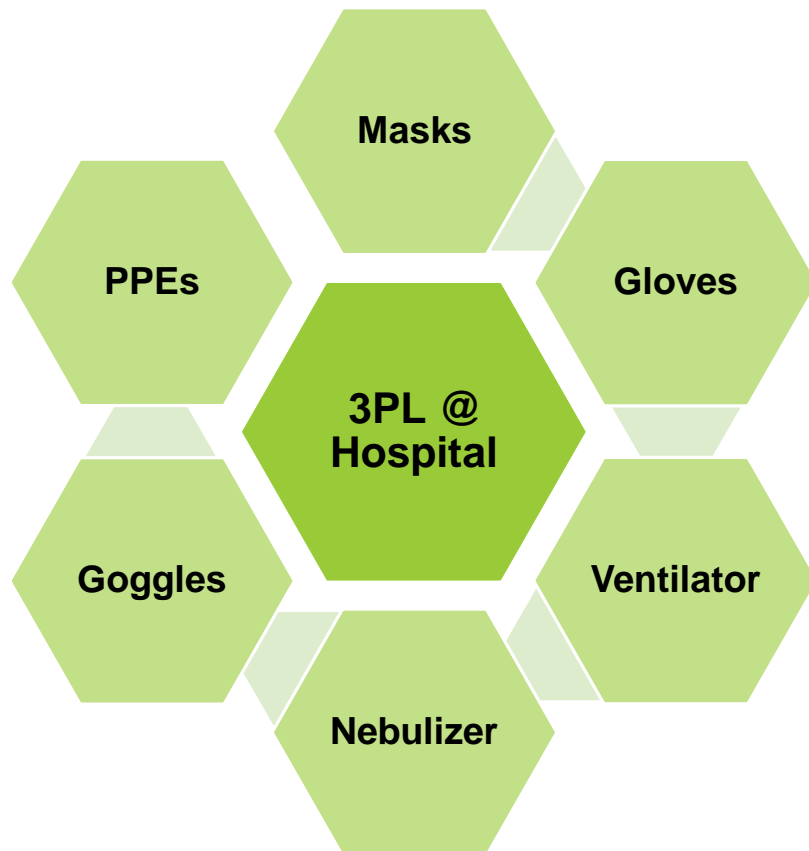 Masks
PPEs
Gloves
3PL @
Hospital
Goggles
Ventilator
Nebulizer